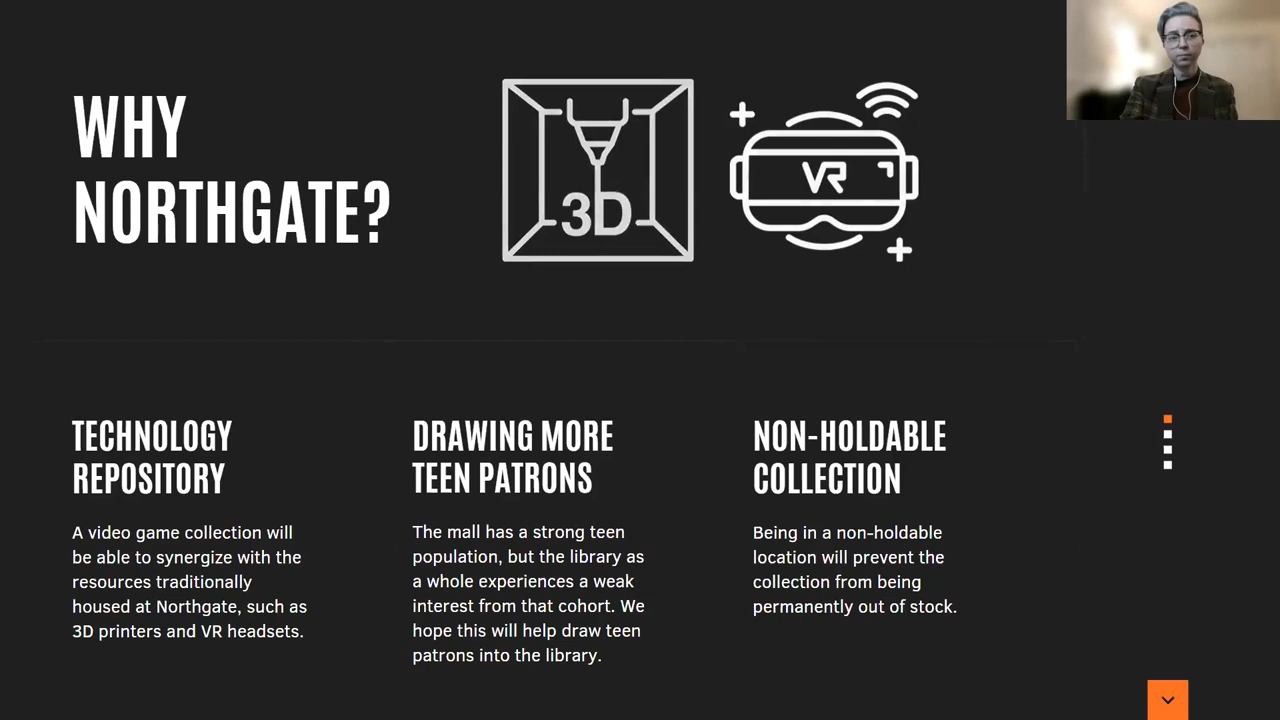 WHY
NORTHGATE?
3D
VR
TECHNOLOGY
REPOSITORY
A video game collection will
be able to synergize with the
resources traditionally
housed at Northgate, such as
3D printers and VR headsets.
DRAWING MORE
TEEN PATRONS
The mall has a strong teen
population, but the library as
a whole experiences a weak
interest from that cohort. We
hope this will help draw teen
patrons into the library.
NON-HOLDABLE
COLLECTION
Being in a non-holdable
location will prevent the
collection from being
permanently out of stock.